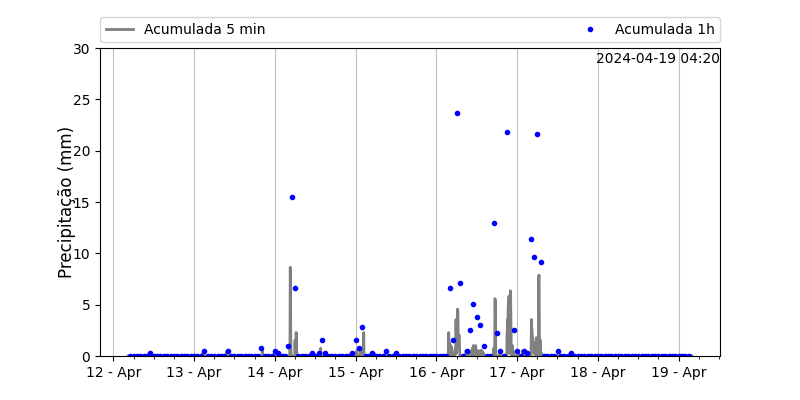 Acumulada 5 min
Acumulada 1h
2024-04-19 04:20
Precipitação (mm)
30
25
20
15
10
5
0
12 - Apr
13 - Apr
14 - Apr
15 - Apr
16 - Apr
17 - Apr
18 - Apr
19 - Apr